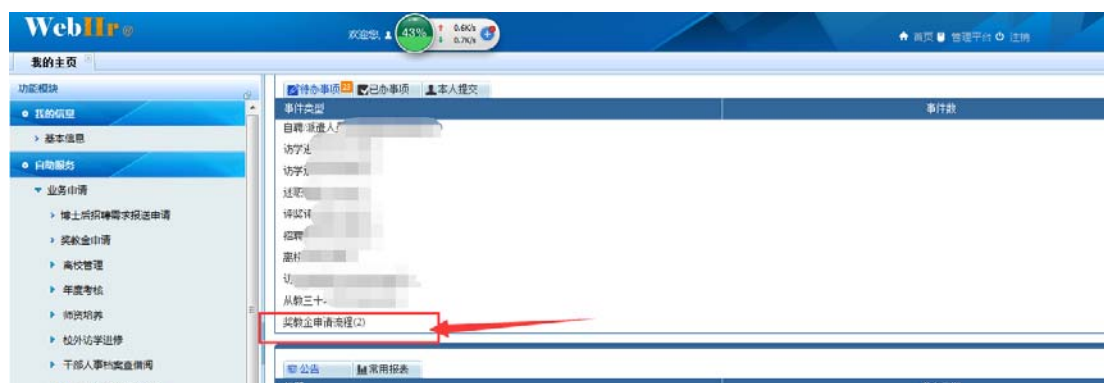 WebHr
欢迎您,
43%
0.6K/s
0.7K/s
首页 管理平台 注销
我的主页
功能模块
我的信息
基本信息
自助服务
业务申请
博士后招聘需求报送申请
奖教金申请
高校管理
年度考核
师资培养
校外访学进修
干部人事档案查借阅
待办事项 已办事项 本人提交
事件类型 事件数
自聘/派遣人员
访学进
访学
述职
评奖评
招聘
离校
访
从教三十
奖教金申请流程(2)
公告 常用报表